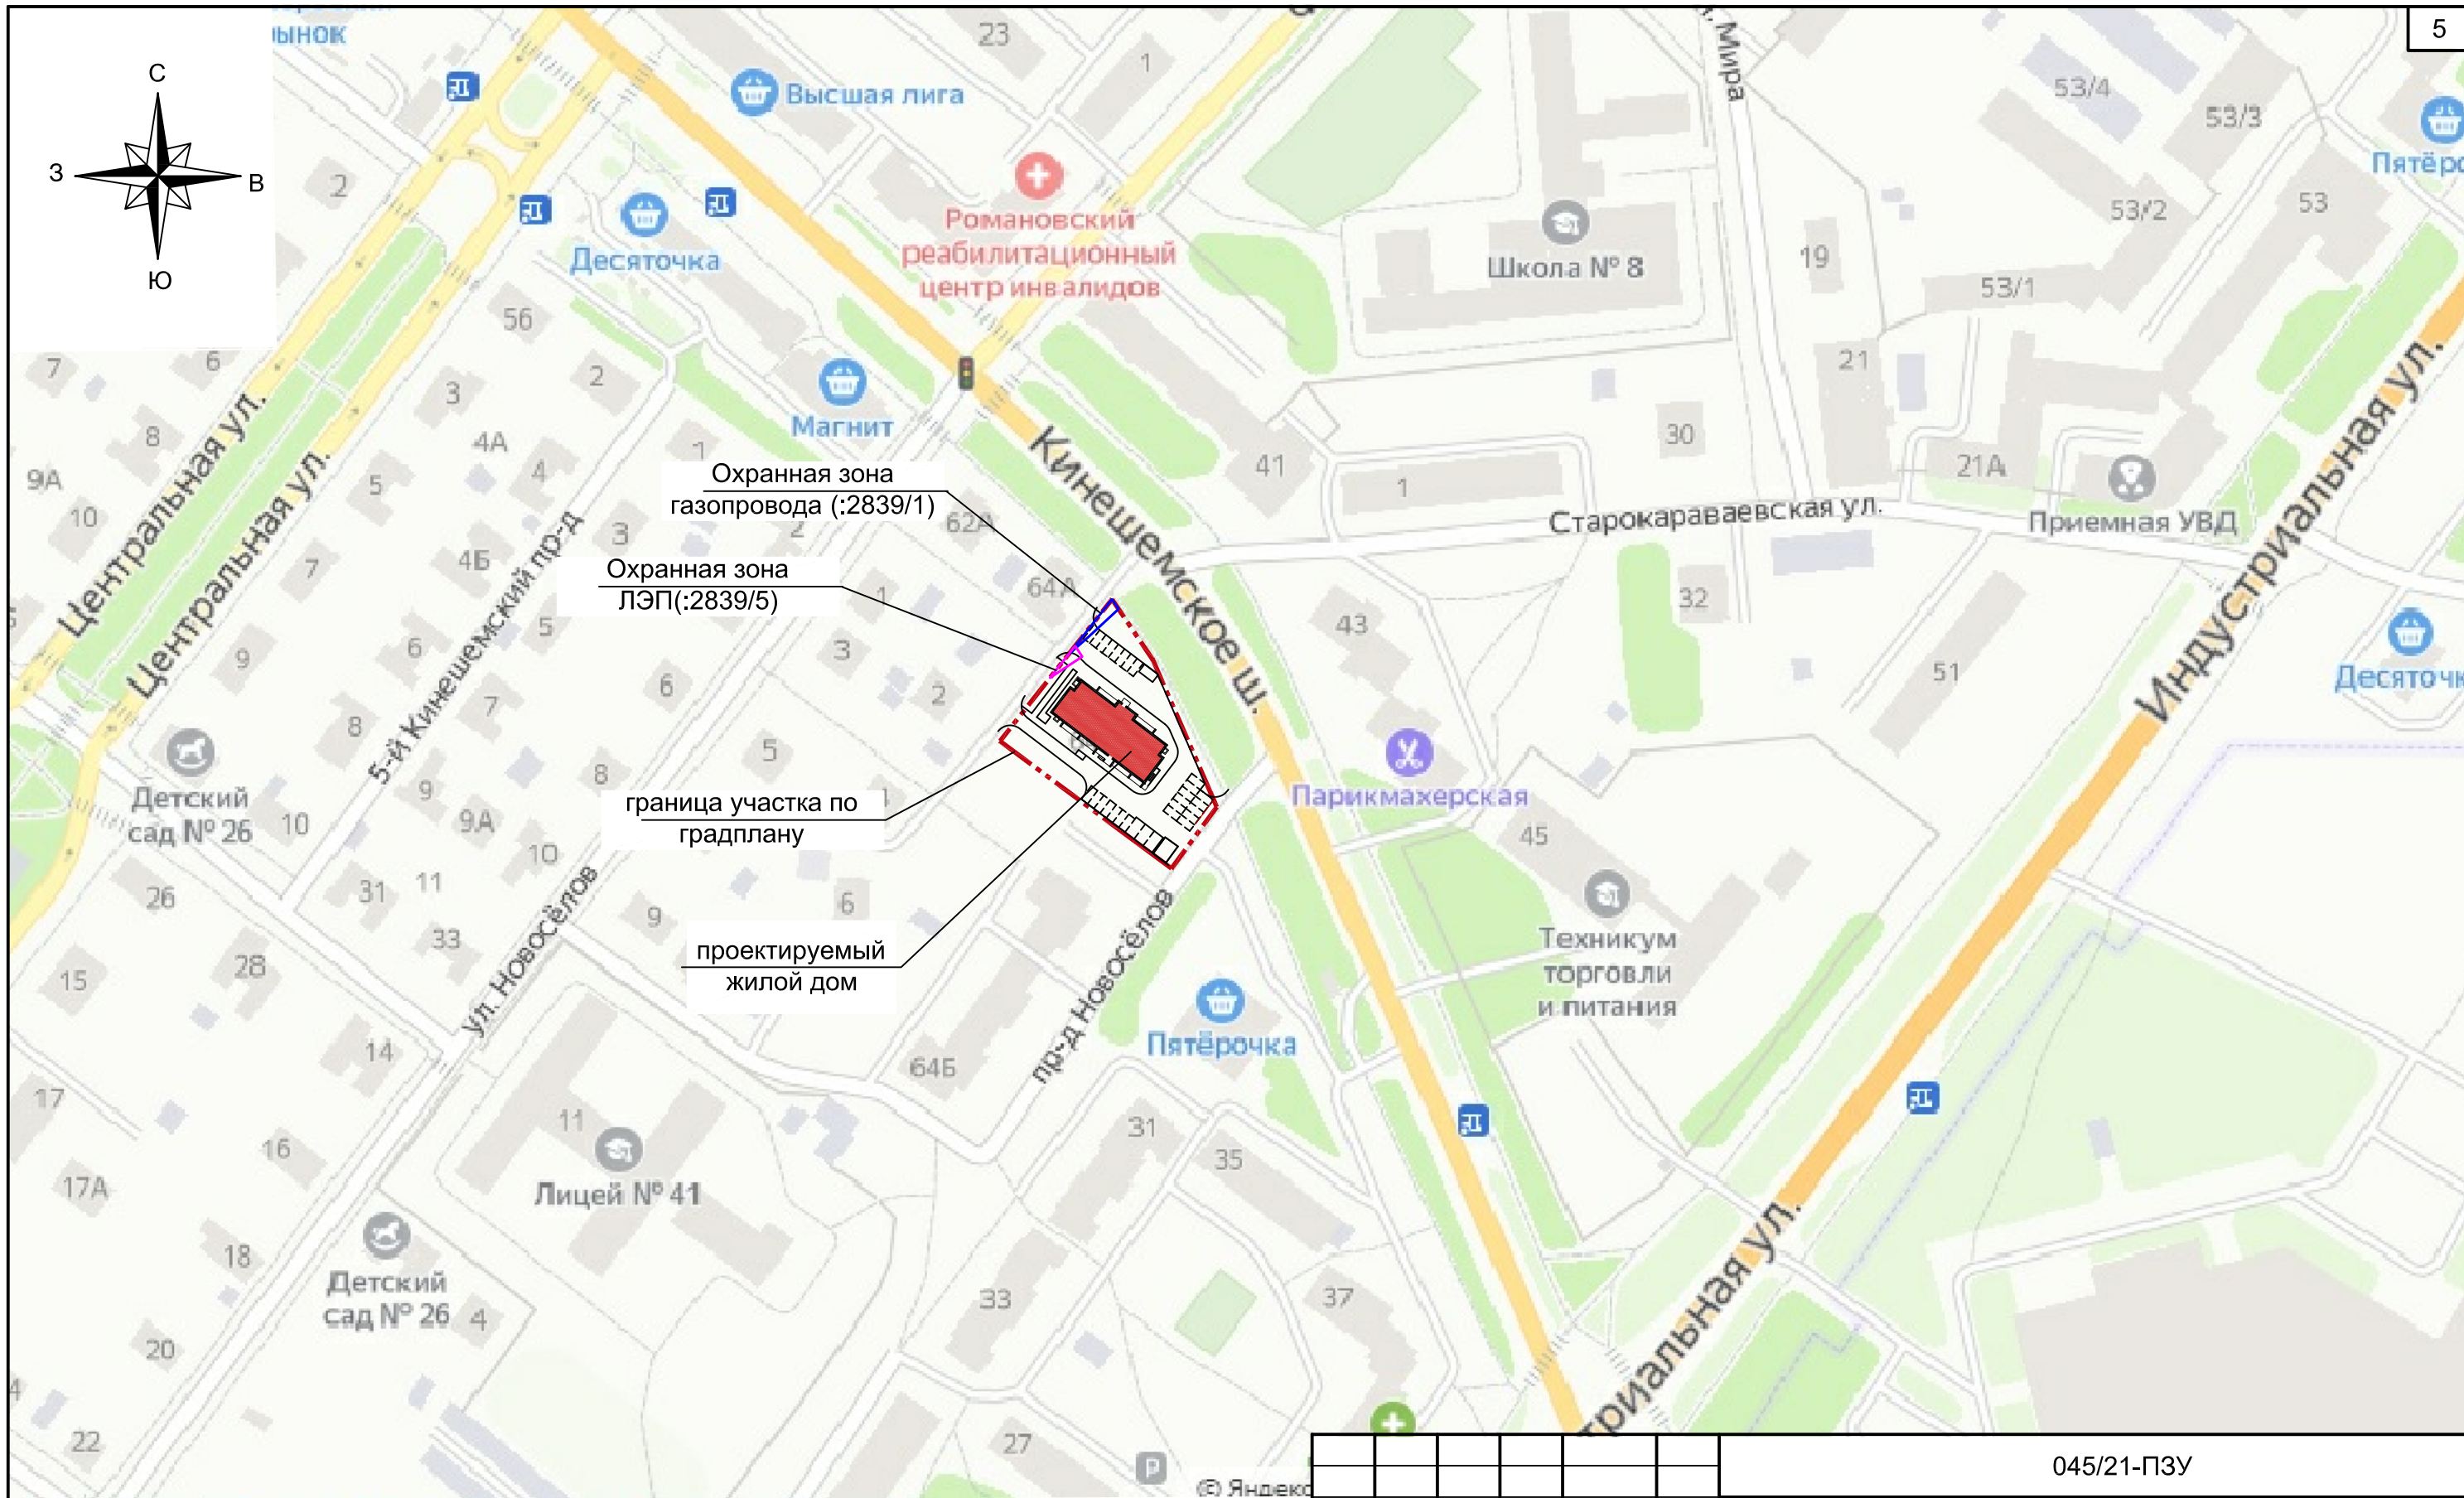 ынок
23
1
5
С
З
В
Ю
Высшая лига
Мира
53/4
53/3
Пятёро
2
Десяточка
Романовский
реабилитационный
центр инвалидов
Школа № 8
19
53/2
53
53/1
56
7
6
3
2
Магнит
21
8
4А
4
1
Охранная зона
газопровода (:2839/1)
41
1
30
21А
9А
10
5
Центральная ул.
Центральная ул.
3
2
62А
Кинешемское ш.
Старокараваевская ул.
Приемная УВД
Индустриальная ул.
7
4Б
5-й Кинешемский пр-д
Охранная зона
ЛЭП(:2839/5)
1
64А
32
43
9
6
5
3
6
2
51
Десяточк
8
7
5
Детский
сад № 26
10
9
8
9А
10
граница участка по
градплану
Парикмахерская
45
26
31
11
33
ул. Новосёлов
9
6
проектируемый
жилой дом
пр-д Новосёлов
Техникум
торговли
и питания
15
28
14
64Б
Пятёрочка
17
11
31
35
16
17А
Лицей № 41
18
Детский
сад № 26
4
33
37
20
триальная ул.
22
27
P
© Яндекс
045/21-ПЗУ